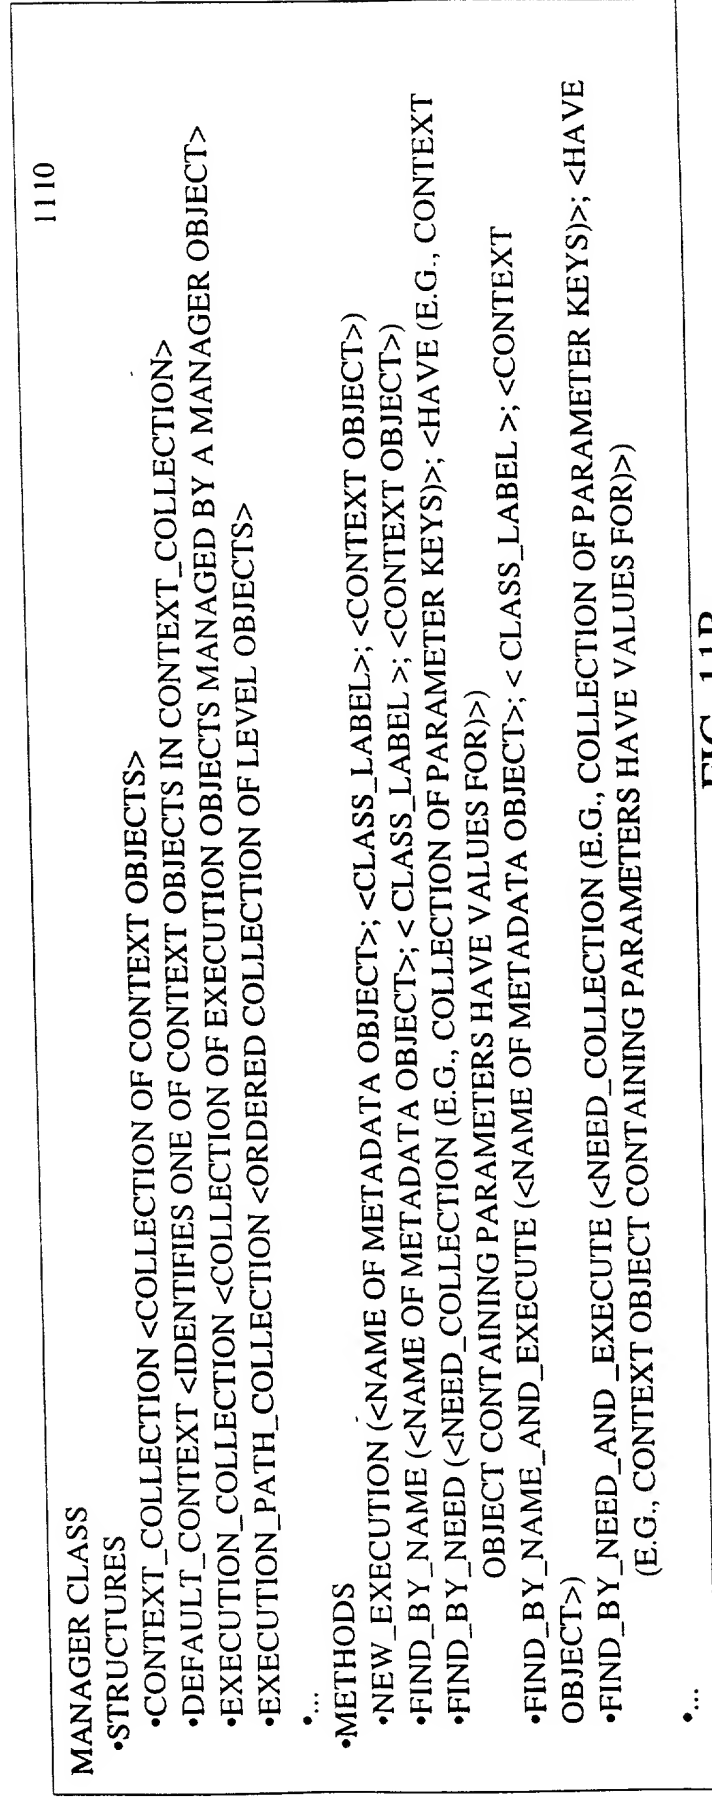 1110
MANAGER CLASS
•STRUCTURES
•CONTEXT_COLLECTION <COLLECTION OF CONTEXT OBJECTS>
•DEFAULT_CONTEXT <IDENTIFIES ONE OF CONTEXT OBJECTS IN CONTEXT_COLLECTION>
•EXECUTION_COLLECTION <COLLECTION OF EXECUTION OBJECTS MANAGED BY A MANAGER OBJECT>
•EXECUTION_PATH_COLLECTION <ORDERED COLLECTION OF LEVEL OBJECTS>
•...
•METHODS
•NEW_EXECUTION (<NAME OF METADATA OBJECT>; <CLASS_LABEL>; <CONTEXT OBJECT>)
•FIND_BY_NAME (<NAME OF METADATA OBJECT>; < CLASS_LABEL >; <CONTEXT OBJECT>)
•FIND_BY_NEED (<NEED_COLLECTION (E.G., COLLECTION OF PARAMETER KEYS)>; <HAVE (E.G., CONTEXT
OBJECT CONTAINING PARAMETERS HAVE VALUES FOR)>)
•FIND_BY_NAME_AND_EXECUTE (<NAME OF METADATA OBJECT>; < CLASS_LABEL >; <CONTEXT
OBJECT>)
•FIND_BY_NEED_AND _EXECUTE (<NEED_COLLECTION (E.G., COLLECTION OF PARAMETER KEYS)>; <HAVE
(E.G., CONTEXT OBJECT CONTAINING PARAMETERS HAVE VALUES FOR)>)
•...
FIG. 11B